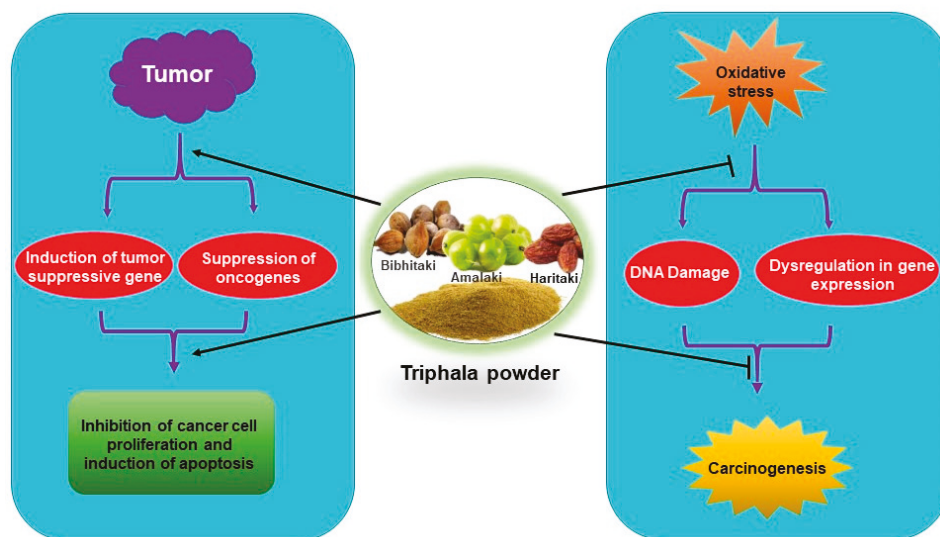 Tumor
Induction of tumor
suppressive gene
Suppression of
oncogenes
Inhibition of cancer cell
proliferation and
induction of apoptosis
Bibhitaki
Amalaki
Haritaki
Triphala powder
Oxidative
stress
DNA Damage
Dysregulation in gene
expression
Carcinogenesis